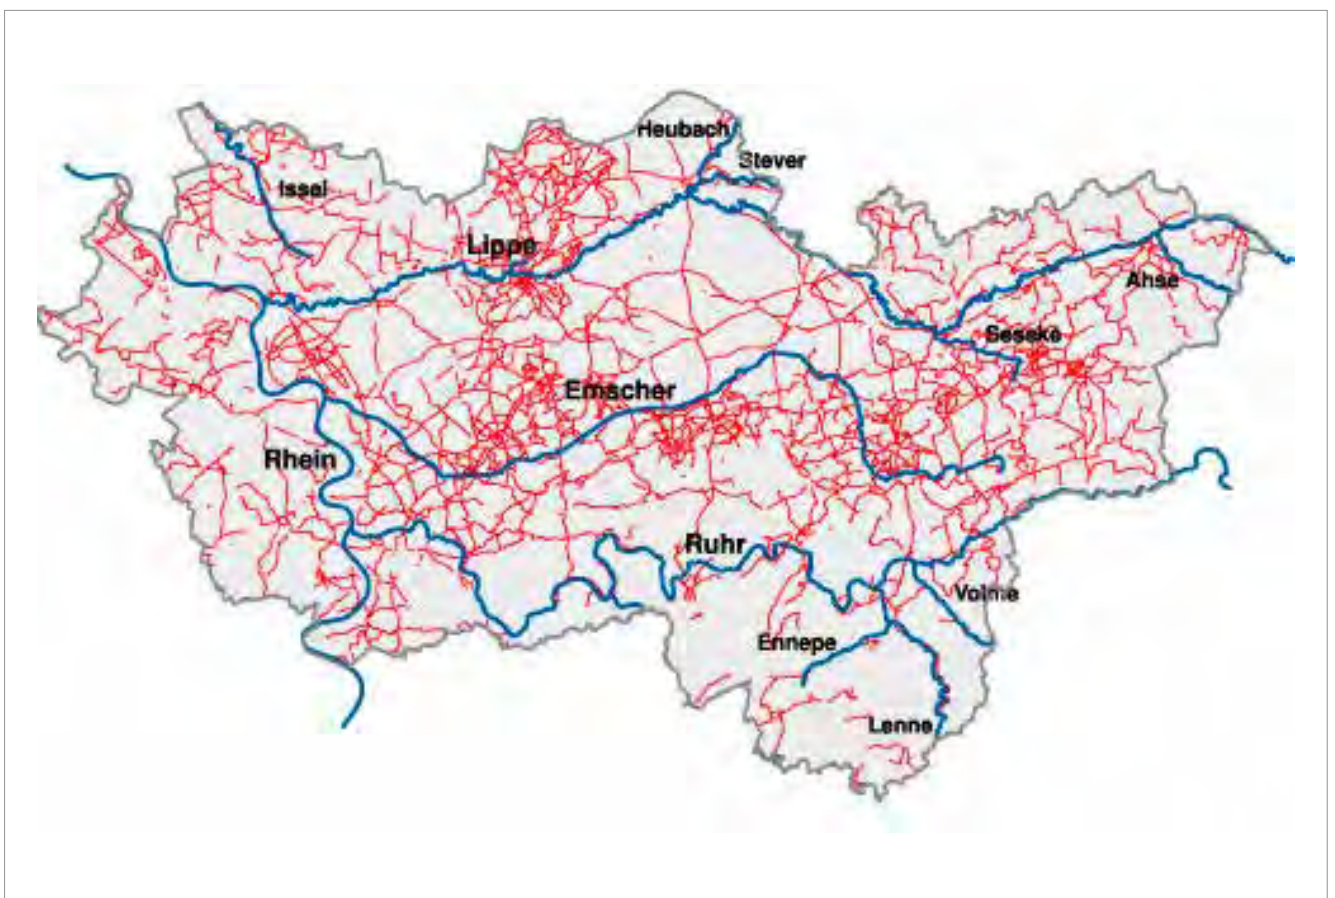 Heubach
Stever
Issel
Lippe
Ahse
Seseke
Emscher
Rhein
Ruhr
Volme
Ennepe
Lenne